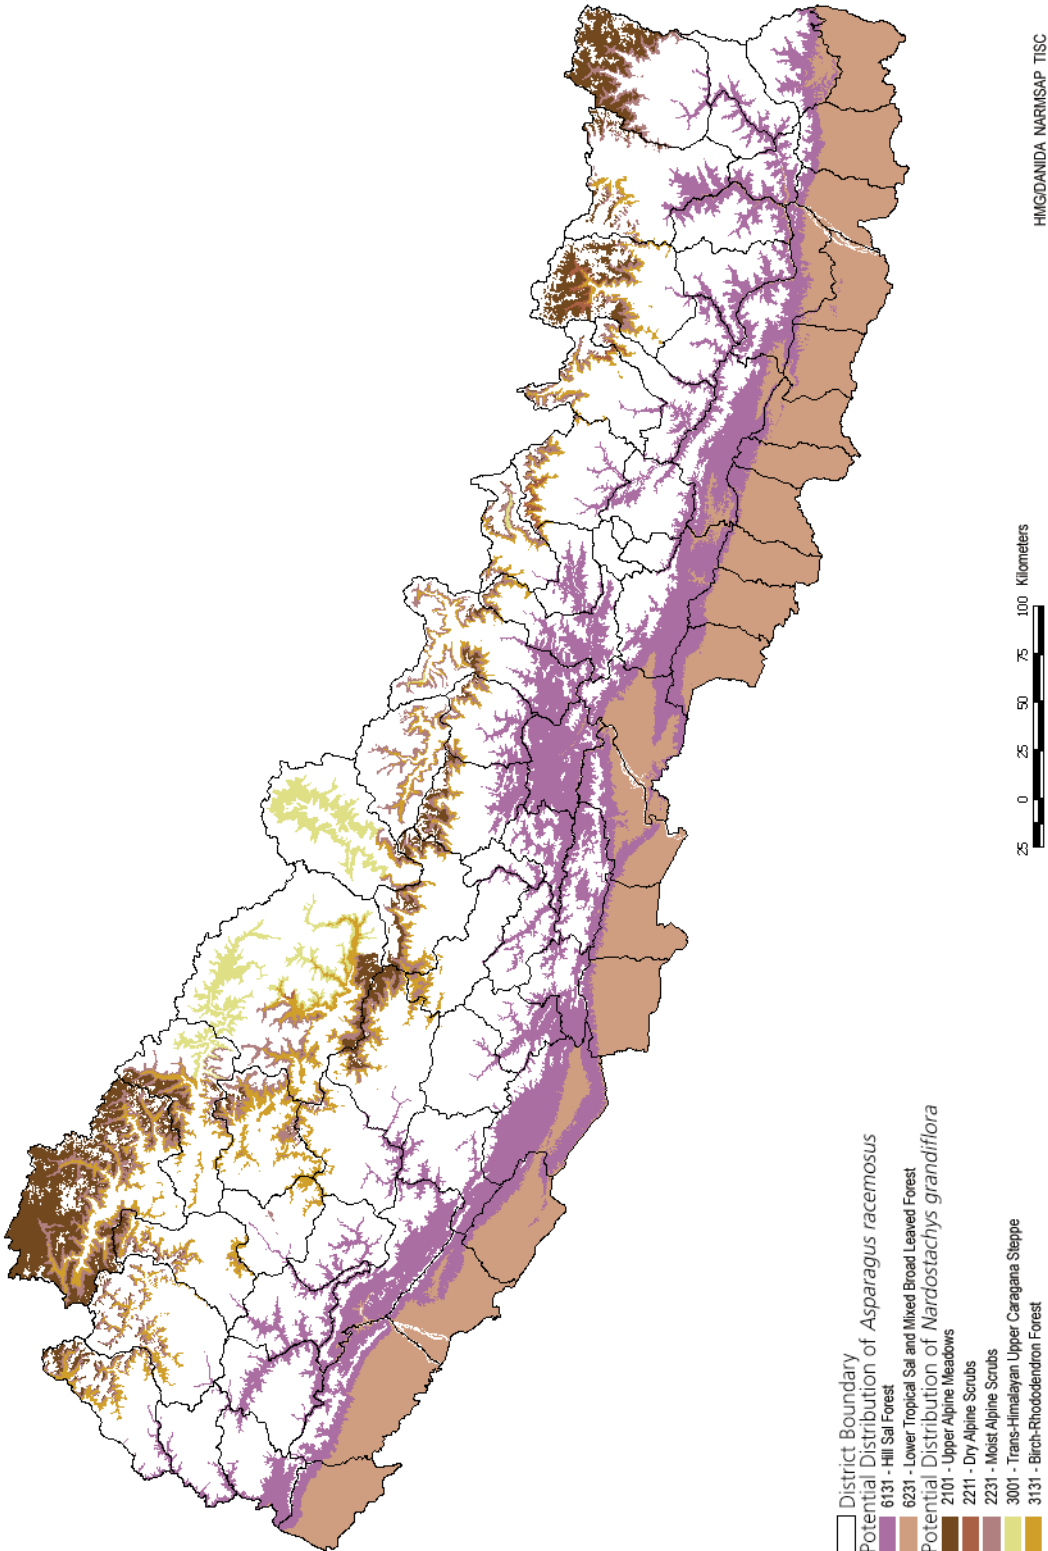 District Boundary
Potential Distribution of Asparagus racemosus
6131 - Hill Sal Forest
6231 - Lower Tropical Sal and Mixed Broad Leaved Forest
Potential Distribution of Nardostachys grandiflora
2101 - Upper Alpine Meadows
2211 - Dry Alpine Scrubs
2231 - Moist Alpine Scrubs
3001 - Trans-Himalayan Upper Caragana Steppe
3131 - Birch-Rhododendron Forest
25 0 25 50 75 100 Kilometers
HMG/DANIDA NARMSAP TISC